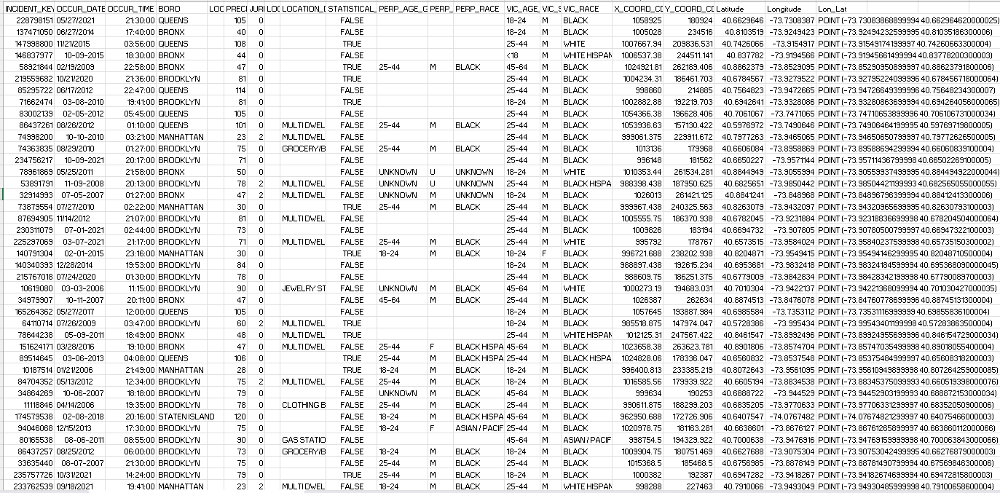 INCIDENT_KEY OCCUR_DATE OCCUR_TIME BORO LOC PRECI JURI LOC LOCATION_D STATISTICAL_ PERP_AGE_G PERP_ PERP_RACE VIC_AGE_ VIC_S VIC_RACE X_COORD_CD Y_COORD_CD Latitude Longitude Lon_Lat
228798151 05/27/2021 21:30:00 QUEENS 105 0 FALSE 18-24 M BLACK 1058925 180924 40.6629646 -73.7308387 POINT (-73.73083868899994 40.662964620000025)
137471050 06/27/2014 17:40:00 BRONX 40 0 FALSE 18-24 M BLACK 1005028 234516 40.8103519 -73.9249423 POINT (-73.92494232599995 40.81035186300006)
147998800 11/21/2015 03:56:00 QUEENS 108 0 TRUE 25-44 M WHITE 1007667.94 209836.531 40.7426066 -73.9154917 POINT (-73.91549174199997 40.74260663300004)
146837977 10-09-2015 18:30:00 BRONX 44 0 FALSE <18 M WHITE HISPAN 1006537.38 244511.141 40.837782 -73.9194566 POINT (-73.91945661499994 40.83778200300003)
58921844 02/19/2009 22:58:00 BRONX 47 0 TRUE 25-44 M BLACK 45-64 M BLACK 1024921.81 262189.406 40.8862379 -73.8529095 POINT (-73.85290950899997 40.88623791800006)
219559682 10/21/2020 21:36:00 BROOKLYN 81 0 TRUE 25-44 M BLACK 1004234.31 186461.703 40.6784567 -73.9279522 POINT (-73.92795224099996 40.678456718000064)
85295722 06/17/2012 22:47:00 QUEENS 114 0 FALSE 25-44 M BLACK 998860 214885 40.7564823 -73.9472665 POINT (-73.94726649399996 40.75648234300007)
71662474 03-08-2010 19:41:00 BROOKLYN 81 0 TRUE 18-24 M BLACK 1002882.88 192219.703 40.6942641 -73.9328086 POINT (-73.93280863699994 40.694264056000065)
83002139 02-05-2012 05:45:00 QUEENS 105 0 FALSE 25-44 M BLACK 1054366.38 196628.406 40.7061067 -73.7471065 POINT (-73.74710653899996 40.706106731000034)
86437261 08/26/2012 01:10:00 QUEENS 101 0 MULTI DWEL FALSE 25-44 M BLACK 25-44 M BLACK 1053936.63 157130.422 40.5976972 -73.7490646 POINT (-73.74906464199995 40.59769719800005)
74998200 10-10-2010 03:21:00 MANHATTAN 23 2 MULTI DWEL FALSE 25-44 M BLACK 999061.375 229911.672 40.7977263 -73.9465065 POINT (-73.94650650799997 40.79772626500005)
74363835 08/29/2010 01:27:00 BROOKLYN 75 0 GROCERY/B FALSE 25-44 M BLACK 18-24 M BLACK 1013136 179968 40.6606084 -73.8958869 POINT (-73.89588694299994 40.66060839100004)
234756217 10-09-2021 20:17:00 BROOKLYN 71 0 FALSE 25-44 M BLACK 996148 181562 40.6650227 -73.9571144 POINT (-73.95711436799998 40.66502269100005)
78961869 05/25/2011 21:58:00 BRONX 50 0 FALSE UNKNOWN U UNKNOWN 18-24 M WHITE 1010353.44 261534.281 40.8844949 -73.9055994 POINT (-73.90559937499995 40.884494922000044)
53891791 11-09-2008 20:13:00 BROOKLYN 78 2 MULTI DWEL FALSE UNKNOWN U UNKNOWN 25-44 M BLACK HISPA 988398.438 187950.625 40.6825651 -73.9850442 POINT (-73.98504421199993 40.682565055000055)
32914993 07-05-2007 01:27:00 BRONX 47 2 MULTI DWEL FALSE UNKNOWN M UNKNOWN 18-24 M BLACK 1026013 261421.125 40.8841241 -73.848968 POINT (-73.84896796399994 40.88412413300006)
73879554 07/27/2010 02:22:00 MANHATTAN 30 0 TRUE 25-44 M BLACK 25-44 M BLACK 999967.438 240325.563 40.8263079 -73.9432097 POINT (-73.94320965699995 40.82630793100003)
87694905 11/14/2012 21:07:00 BROOKLYN 81 0 MULTI DWEL FALSE 25-44 M BLACK 1005555.75 186370.938 40.6782045 -73.9231884 POINT (-73.92318836699998 40.678204504000064)
230311079 07-01-2021 02:44:00 BROOKLYN 73 0 FALSE 25-44 M BLACK 1009826 183194 40.6694732 -73.907805 POINT (-73.90780500799997 40.66947322100003)
225297069 03-07-2021 21:17:00 BROOKLYN 71 0 MULTI DWEL FALSE 25-44 M BLACK 25-44 M WHITE 995792 178767 40.6573515 -73.9584024 POINT (-73.95840237599998 40.65735150300002)
140791304 02-01-2015 23:16:00 MANHATTAN 30 0 TRUE 18-24 M BLACK 18-24 F BLACK 996721.688 238202.938 40.8204871 -73.9549415 POINT (-73.95494146299995 40.82048710500004)
140340393 12/28/2014 19:53:00 BROOKLYN 84 0 FALSE 18-24 M BLACK 988897.438 192615.234 40.6953681 -73.9832418 POINT (-73.98324184599994 40.695368090000045)
215767018 07/24/2020 01:30:00 BROOKLYN 78 0 FALSE 25-44 M BLACK 988609.75 186251.375 40.6779009 -73.9842834 POINT (-73.98428342199998 40.67790089700003)
10619080 03-03-2006 11:15:00 BROOKLYN 90 0 JEWELRY ST FALSE UNKNOWN M BLACK 45-64 M WHITE 1000273.19 194683.031 40.7010304 -73.9422137 POINT (-73.94221368099994 40.701030427000035)
34979907 10-11-2007 20:11:00 BRONX 47 0 FALSE 45-64 M BLACK 25-44 M BLACK 1026387 262634 40.8874513 -73.8476078 POINT (-73.84760778699996 40.88745131300004)
165264362 05/27/2017 12:00:00 QUEENS 105 0 FALSE 18-24 M BLACK 1057645 193887.984 40.6985584 -73.7353112 POINT (-73.73531116999999 40.69855836100004)
64110714 07/26/2009 03:47:00 BROOKLYN 60 2 MULTI DWEL TRUE 18-24 M BLACK 985518.875 147974.047 40.5728386 -73.995434 POINT (-73.99543401199998 40.57283863500004)
78644238 05-09-2011 18:49:00 BRONX 48 0 MULTI DWEL TRUE 25-44 M WHITE HISPAN 1012125.31 247567.422 40.8461547 -73.8992496 POINT (-73.89924955699996 40.846154729000034)
151624171 03/28/2016 19:10:00 BRONX 47 0 MULTI DWEL FALSE 25-44 F BLACK HISPA 45-64 M BLACK 1023658.38 263623.781 40.8901806 -73.8574704 POINT (-73.85747035499998 40.89018055400004)
89514645 03-06-2013 04:08:00 QUEENS 106 0 TRUE 25-44 M BLACK HISPA 25-44 M BLACK HISPA 1024828.06 178336.047 40.6560832 -73.8537548 POINT (-73.85375484999997 40.65608318200003)
10187514 01/21/2006 21:49:00 MANHATTAN 28 0 TRUE 18-24 M BLACK 18-24 M BLACK 996400.813 233385.219 40.8072643 -73.9561095 POINT (-73.95610949899998 40.807264259000085)
84704352 05/13/2012 12:34:00 BROOKLYN 75 2 MULTI DWEL FALSE 25-44 M BLACK 18-24 M BLACK 1016585.56 179939.922 40.6605194 -73.8834538 POINT (-73.88345375099993 40.660519398000076)
34864269 10-06-2007 18:18:00 BROOKLYN 79 0 FALSE UNKNOWN M BLACK 18-24 M BLACK 999634 190253 40.6888722 -73.944529 POINT (-73.94452903199993 40.688872153000034)
11118846 04/14/2006 19:35:00 BROOKLYN 78 0 CLOTHING B FALSE 25-44 M BLACK 25-44 M BLACK 990611.875 188299.203 40.6835205 -73.9770633 POINT (-73.97706331299997 40.68352050900006)
174579538 02-08-2018 20:16:00 STATEN ISLAND 120 0 FALSE 18-24 M BLACK HISPA 45-64 M BLACK 962950.688 172726.906 40.6407547 -74.0767482 POINT (-74.07674821299997 40.64075466000003)
94046068 12/15/2013 17:30:00 BROOKLYN 75 0 FALSE 18-24 F ASIAN / PACIF 25-44 M BLACK 1020978.75 181163.281 40.6638601 -73.8676127 POINT (-73.86761265899997 40.663860112000066)
80165538 08-06-2011 08:55:00 BROOKLYN 90 0 GAS STATIO FALSE 45-64 M ASIAN / PACIF 998754.5 194329.922 40.7000638 -73.9476916 POINT (-73.94769159999998 40.700063843000066)
86437257 08/25/2012 06:00:00 BROOKLYN 73 0 GROCERY/B FALSE 18-24 M BLACK 18-24 M BLACK 1009904.75 180751.469 40.6627688 -73.9075304 POINT (-73.90753042499995 40.66276879300003)
33635440 08-07-2007 21:30:00 BROOKLYN 75 0 FALSE 25-44 M BLACK 25-44 M BLACK 1015368.5 185468.5 40.6756985 -73.8878149 POINT (-73.88781490799994 40.67569846300006)
235757726 10/31/2021 14:24:00 BROOKLYN 79 0 TRUE 25-44 M BLACK 18-24 M BLACK 1000382 192387 40.6947282 -73.9418267 POINT (-73.94182674699994 40.69472815800003)
233762539 09/18/2021 19:41:00 MANHATTAN 23 2 MULTI DWEL FALSE 18-24 M BLACK 25-44 M WHITE HISPAN 998288 227463 40.7910066 -73.9493049 POINT (-73.94930485999998 40.79100658600004)